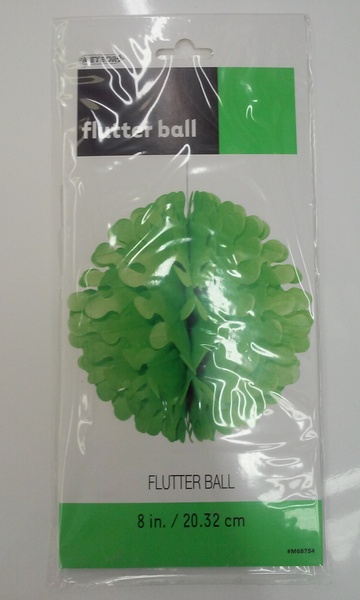 flutter ball
FLUTTER BALL
8 in. / 20.32 cm